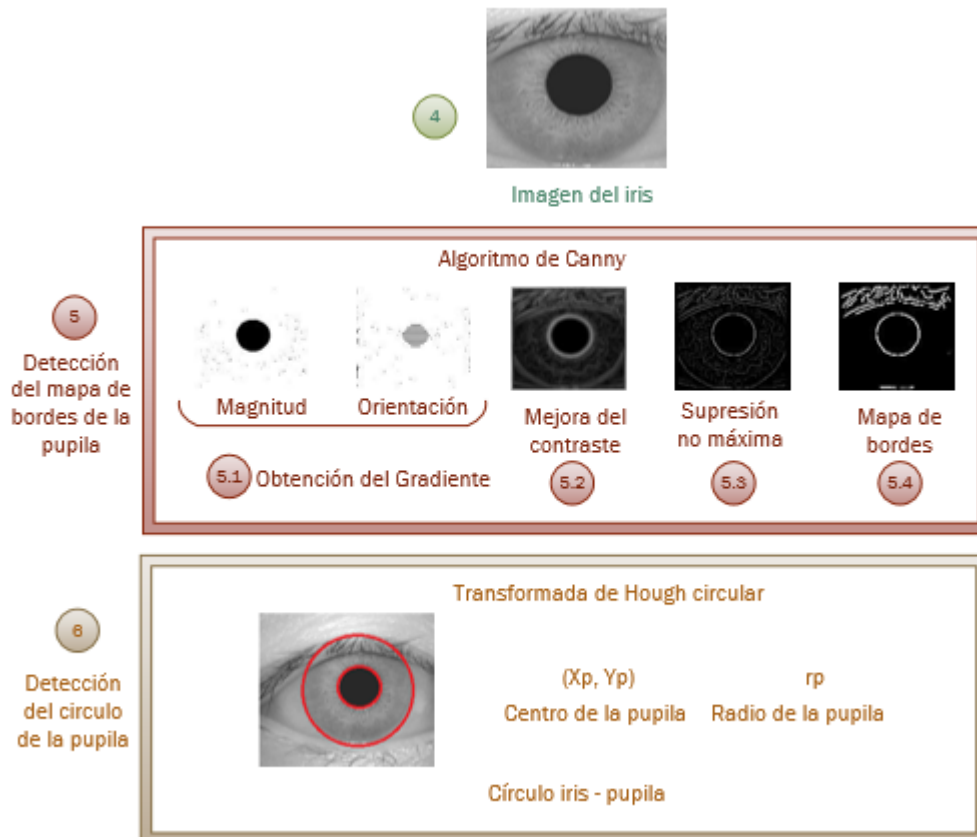 4
Imagen del iris
Algoritmo de Canny
5
Detección
del mapa de
bordes de la
pupila
Magnitud
Orientación
5.1
Obtención del Gradiente
Mejora del
contraste
5.2
Supresión
no máxima
5.3
Mapa de
bordes
5.4
6
Detección
del circulo
de la pupila
Transformada de Hough circular
(Xp, Yp)
Centro de la pupila
rp
Radio de la pupila
Círculo iris - pupila